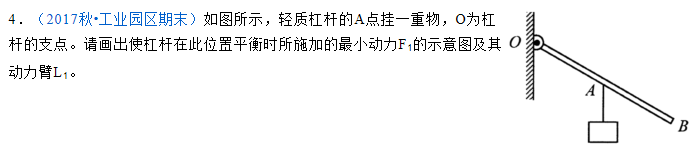 4．（2017秋•工业园区期末）如图所示，轻质杠杆的A点挂一重物，O为杠
杆的支点。请画出使杠杆在此位置平衡时所施加的最小动力F₁的示意图及其
动力臂L₁。
O
A
B